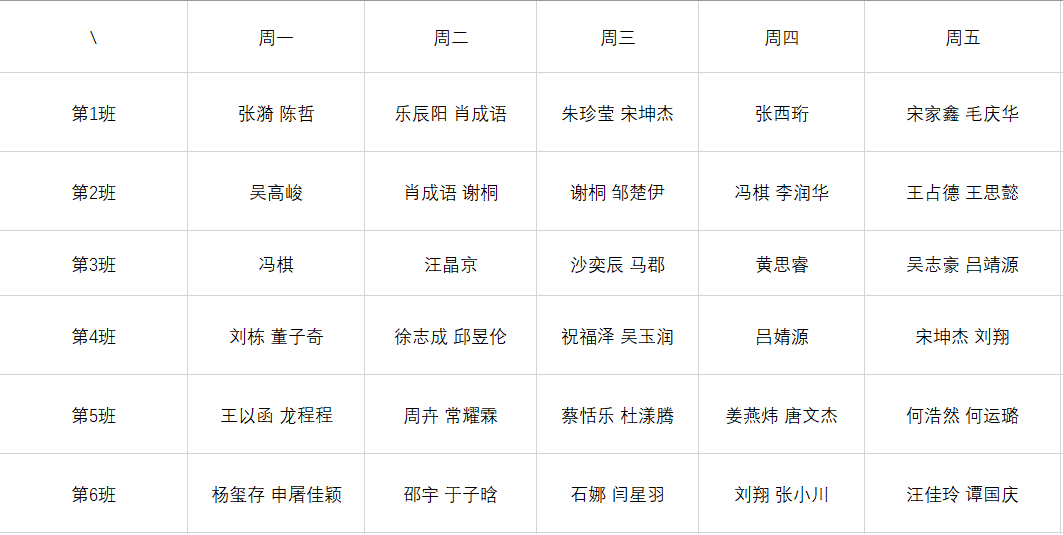 \ 周一 周二 周三 周四 周五
第1班 张漪 陈哲 乐辰阳 肖成语 朱珍莹 宋坤杰 张西珩 宋家鑫 毛庆华
第2班 吴高峻 肖成语 谢桐 谢桐 邹楚伊 冯棋 李润华 王占德 王思懿
第3班 冯棋 汪晶京 沙奕辰 马郡 黄思睿 吴志豪 吕靖源
第4班 刘栋 董子奇 徐志成 邱昱伦 祝福泽 吴玉润 吕婧源 宋坤杰 刘翔
第5班 王以函 龙程程 周卉 常耀霖 蔡恬乐 杜漾腾 姜燕炜 唐文杰 何浩然 何运璐
第6班 杨玺存 申屠佳颖 邵宇 于子晗 石娜 闫星羽 刘翔 张小川 汪佳玲 谭国庆